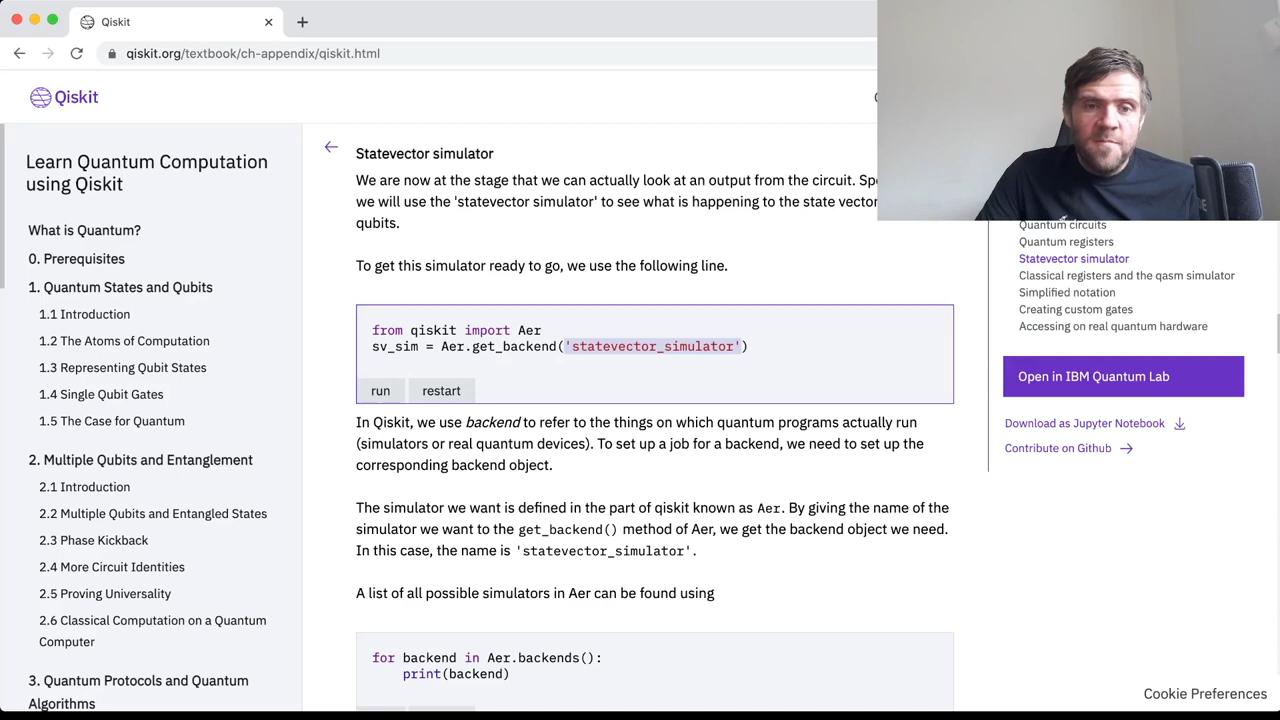 Qiskit
qiskit.org/textbook/ch-appendix/qiskit.html
Qiskit
Learn Quantum Computation
using Qiskit
What is Quantum?
0. Prerequisites
1. Quantum States and Qubits
1.1 Introduction
1.2 The Atoms of Computation
1.3 Representing Qubit States
1.4 Single Qubit Gates
1.5 The Case for Quantum
2. Multiple Qubits and Entanglement
2.1 Introduction
2.2 Multiple Qubits and Entangled States
2.3 Phase Kickback
2.4 More Circuit Identities
2.5 Proving Universality
2.6 Classical Computation on a Quantum
Computer
3. Quantum Protocols and Quantum
Algorithms
Statevector simulator
We are now at the stage that we can actually look at an output from the circuit.
we will use the 'statevector simulator' to see what is happening to the state vector
qubits.
To get this simulator ready to go, we use the following line.
from qiskit import Aer
sv_sim = Aer.get_backend('statevector_simulator')
run restart
In Qiskit, we use backend to refer to the things on which quantum programs actually run
(simulators or real quantum devices). To set up a job for a backend, we need to set up the
corresponding backend object.
The simulator we want is defined in the part of qiskit known as Aer. By giving the name of the
simulator we want to the get_backend() method of Aer, we get the backend object we need.
In this case, the name is 'statevector_simulator'.
A list of all possible simulators in Aer can be found using
for backend in Aer.backends():
print(backend)
Quantum circuits
Quantum registers
Statevector simulator
Classical registers and the qasm simulator
Simplified notation
Creating custom gates
Accessing on real quantum hardware
Open in IBM Quantum Lab
Download as Jupyter Notebook
Contribute on Github
Cookie Preferences